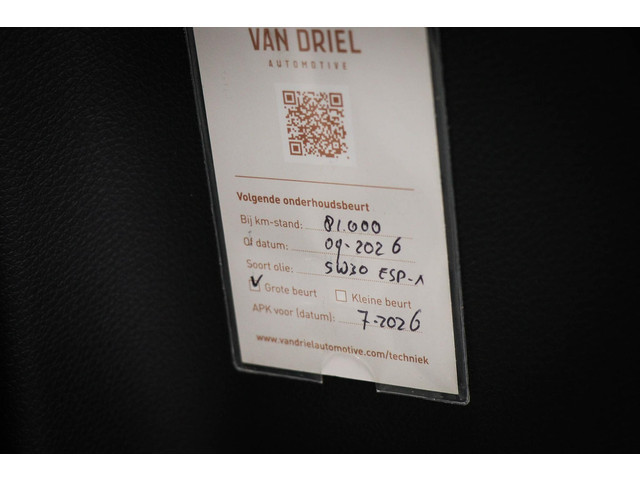 VAN DRIEL
AUTOMOTIVE
Volgende onderhoudsbeurt
Bij km-stand: 81.000
Of datum: 09-2026
Soort olie: 5W30 ESP-1
Grote beurt Kleine beurt
APK voor (datum): 7-2026
www.vandrielautomotive.com/techniek